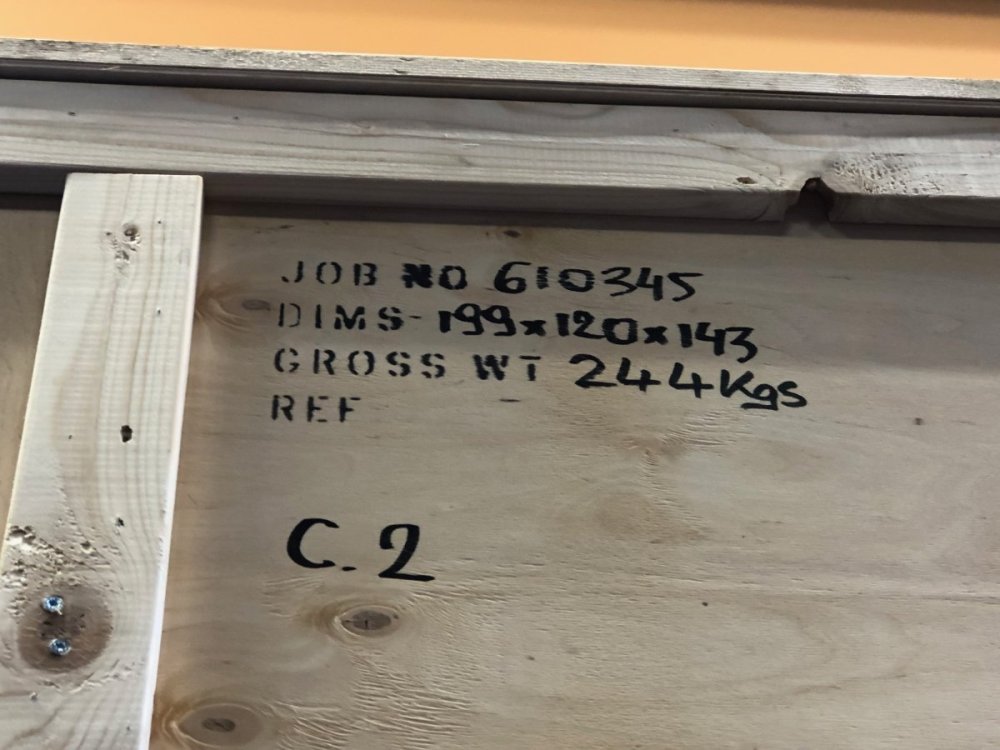 JOB NO 610345
DIMS-199x120x143
GROSS WT 244Kgs
REF
C.2